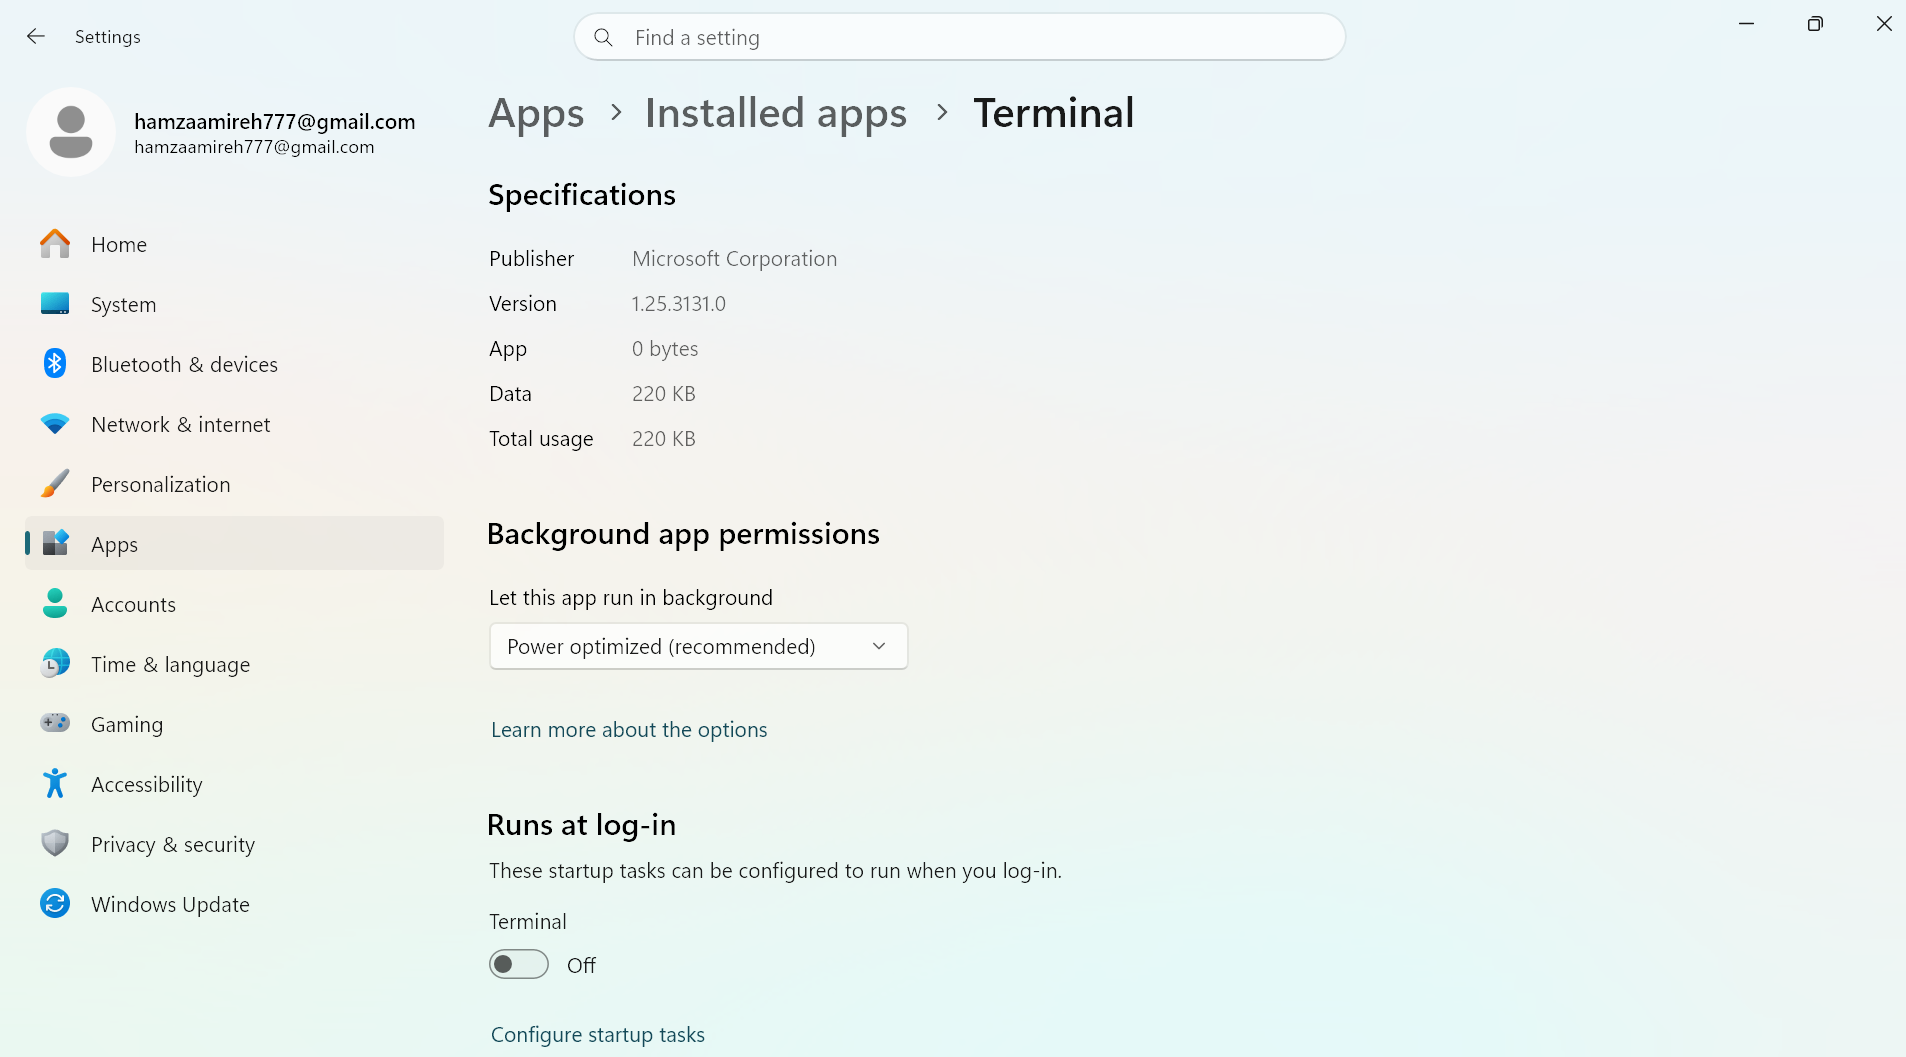 Settings
Find a setting
hamzaamireh777@gmail.com
hamzaamireh777@gmail.com
Home
System
Bluetooth & devices
Network & internet
Personalization
Apps
Accounts
Time & language
Gaming
Accessibility
Privacy & security
Windows Update
Apps > Installed apps > Terminal
Specifications
Publisher Microsoft Corporation
Version 1.25.3131.0
App 0 bytes
Data 220 KB
Total usage 220 KB
Background app permissions
Let this app run in background
Power optimized (recommended)
Learn more about the options
Runs at log-in
These startup tasks can be configured to run when you log-in.
Terminal
Off
Configure startup tasks